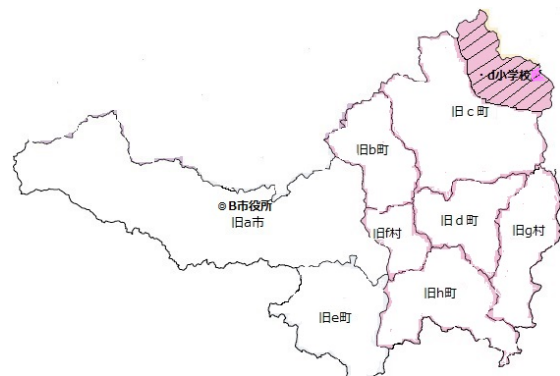 ・d小学校
旧c町
旧b町
◎B市役所
旧a市
旧f村
旧d町
旧g村
旧e町
旧h町